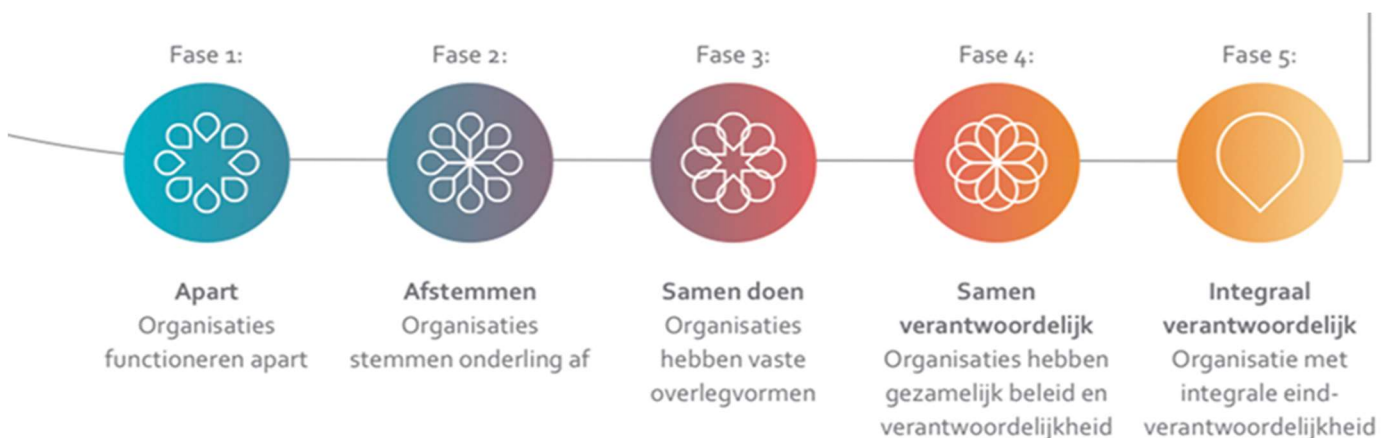 Fase 1:
Fase 2:
Fase 3:
Fase 4:
Fase 5:
Apart
Organisaties
functioneren apart
Afstemmen
Organisaties
stemmen onderling af
Samen doen
Organisaties
hebben vaste
overlegvormen
Samen
verantwoordelijk
Organisaties hebben
gezamelijk beleid en
verantwoordelijkheid
Integraal
verantwoordelijk
Organisatie met
integrale eind-
verantwoordelijkheid